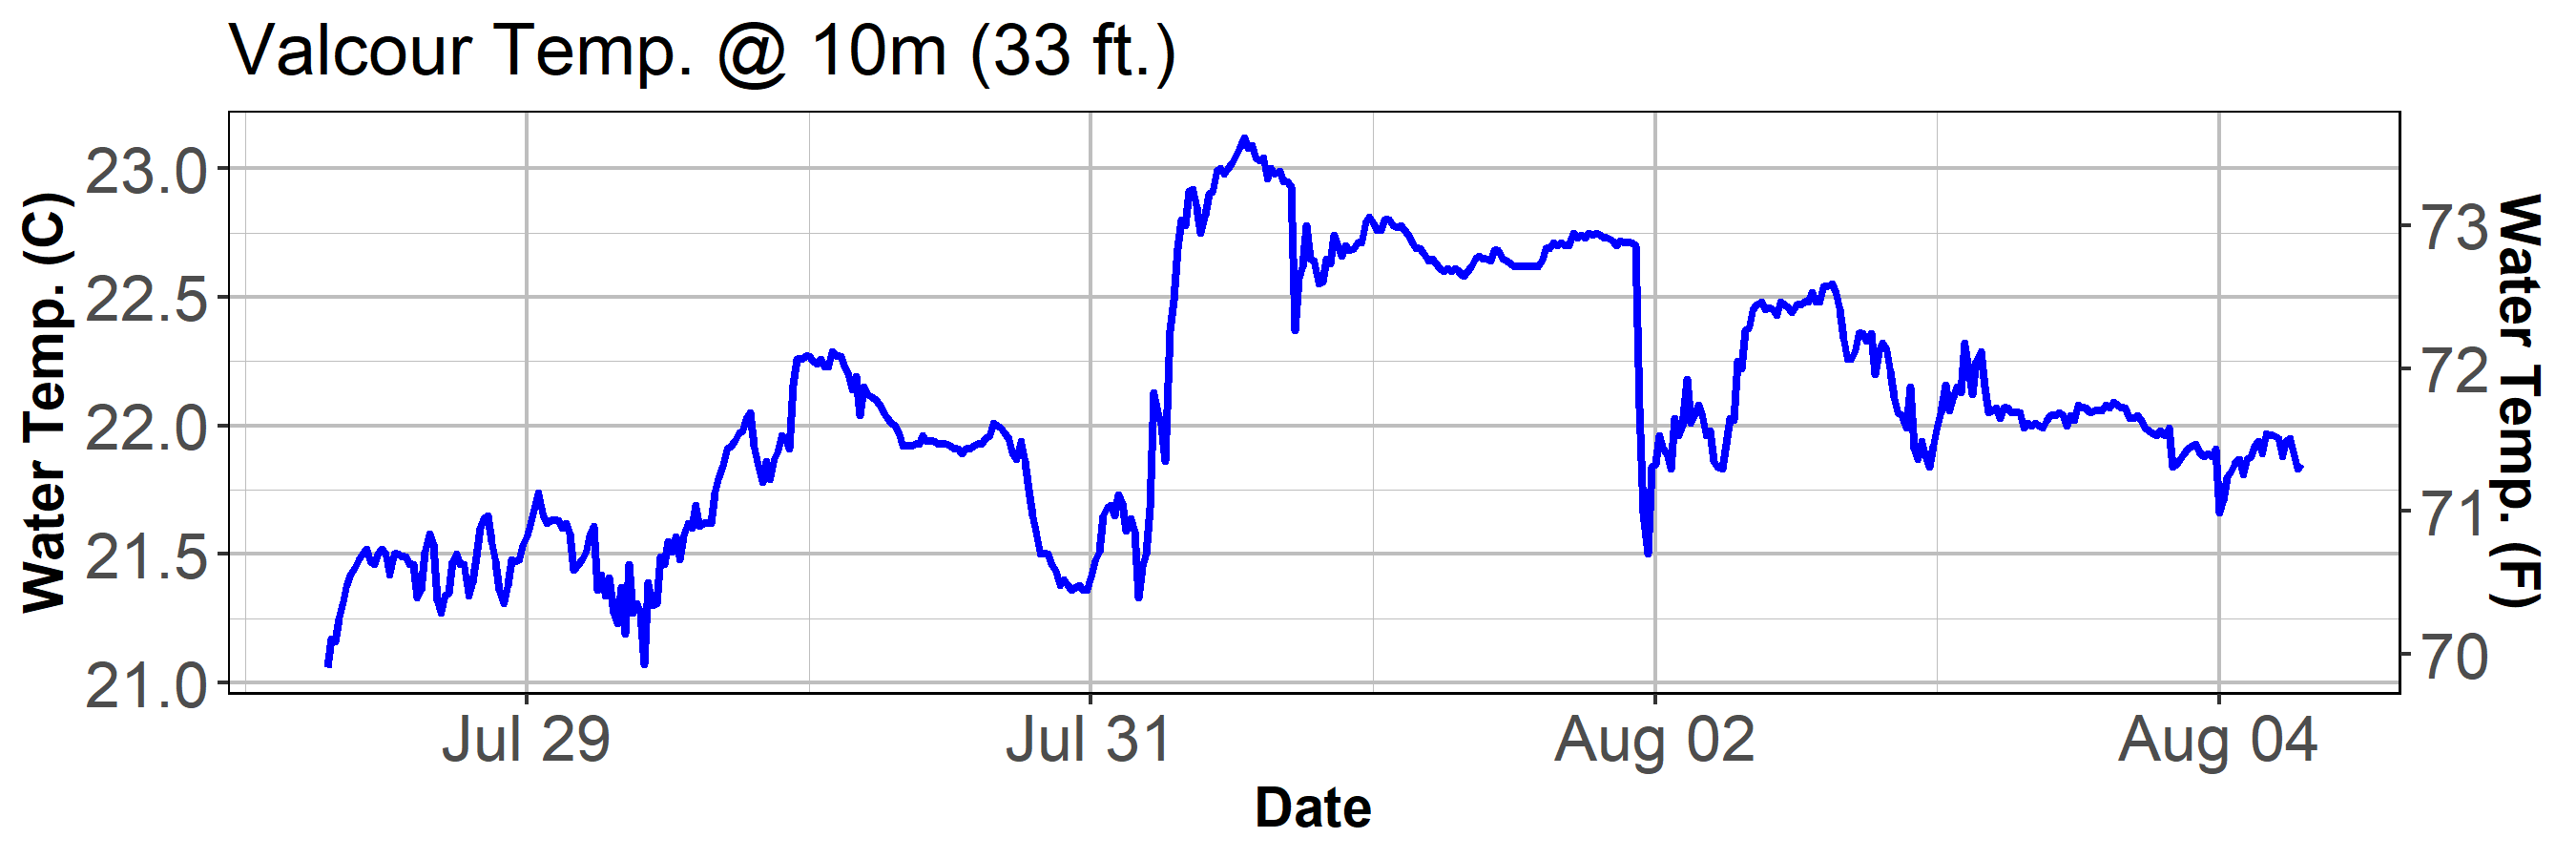 Valcour Temp. @ 10m (33 ft.)
Water Temp. (C)
23.0
22.5
22.0
21.5
21.0
73
72
71
70
Water Temp. (F)
Jul 29 Jul 31 Aug 02 Aug 04
Date